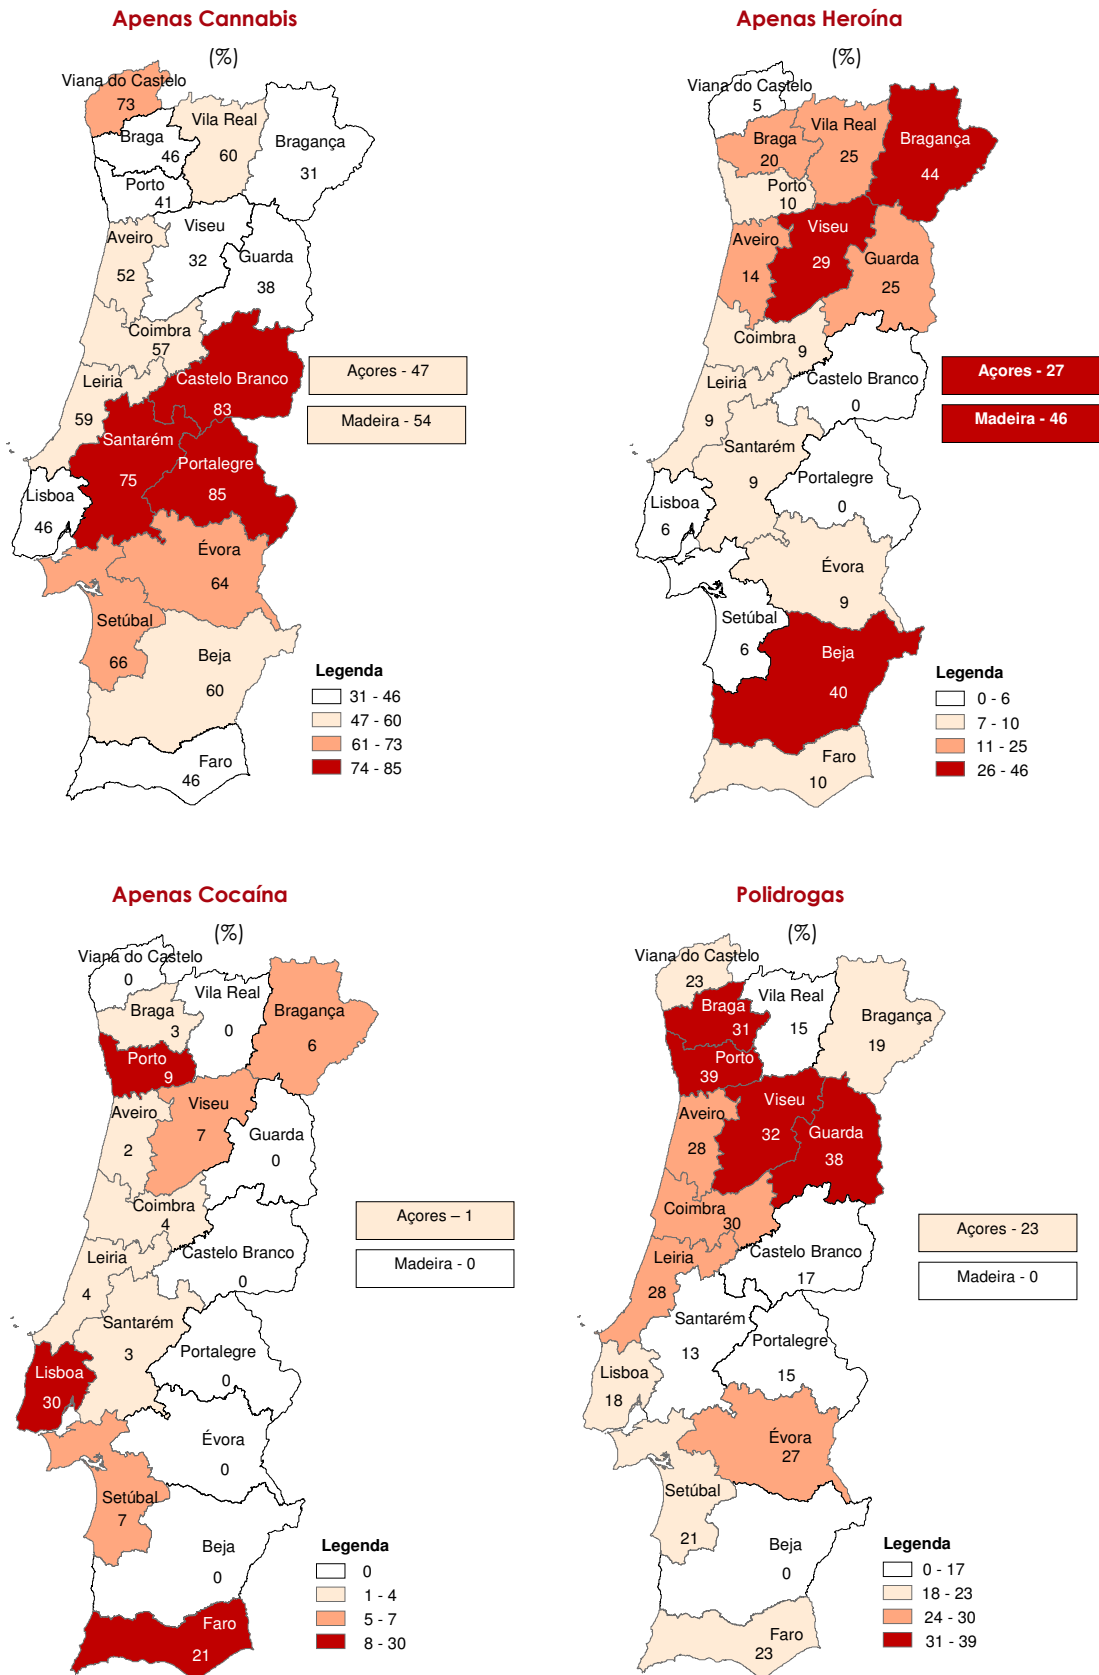 Apenas Cannabis
(%)
Viana do Castelo
73
Braga
46
Vila Real
60
Bragança
31
Porto
41
Viseu
32
Aveiro
52
Guarda
38
Coimbra
57
Leiria
59
Castelo Branco
83
Açores - 47
Madeira - 54
Santarém
75
Portalegre
85
Lisboa
46
Évora
64
Setúbal
66
Beja
60
Faro
46
Legenda
31 - 46
47 - 60
61 - 73
74 - 85
Apenas Heroína
(%)
Viana do Castelo
5
Braga
20
Vila Real
25
Bragança
44
Porto
10
Viseu
29
Aveiro
14
Guarda
25
Coimbra
9
Leiria
9
Castelo Branco
0
Açores - 27
Madeira - 46
Santarém
9
Portalegre
0
Lisboa
6
Évora
9
Setúbal
6
Beja
40
Faro
10
Legenda
0 - 6
7 - 10
11 - 25
26 - 46
Apenas Cocaína
(%)
Viana do Castelo
0
Braga
3
Vila Real
0
Bragança
6
Porto
9
Viseu
7
Aveiro
2
Guarda
0
Coimbra
4
Leiria
4
Castelo Branco
0
Açores – 1
Madeira - 0
Santarém
3
Portalegre
0
Lisboa
30
Évora
0
Setúbal
7
Beja
0
Faro
21
Legenda
0
1 - 4
5 - 7
8 - 30
Polidrogas
(%)
Viana do Castelo
23
Braga
31
Vila Real
15
Bragança
19
Porto
39
Viseu
32
Aveiro
28
Guarda
38
Coimbra
30
Leiria
28
Castelo Branco
17
Açores - 23
Madeira - 0
Santarém
13
Portalegre
15
Lisboa
18
Évora
27
Setúbal
21
Beja
0
Faro
23
Legenda
0 - 17
18 - 23
24 - 30
31 - 39